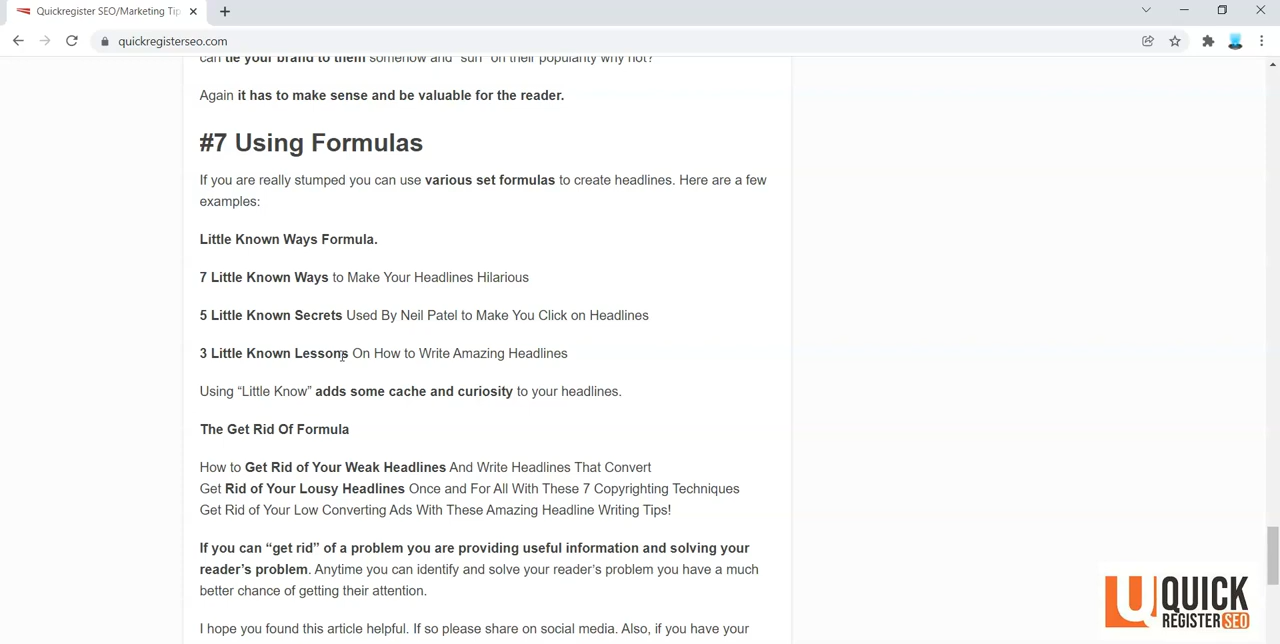 Quickregister SEO/Marketing Tip
quickregisterseo.com
can tie your brand to them somehow and "surf" on their popularity why not?
Again it has to make sense and be valuable for the reader.
#7 Using Formulas
If you are really stumped you can use various set formulas to create headlines. Here are a few
examples:
Little Known Ways Formula.
7 Little Known Ways to Make Your Headlines Hilarious
5 Little Known Secrets Used By Neil Patel to Make You Click on Headlines
3 Little Known Lessons On How to Write Amazing Headlines
Using “Little Know” adds some cache and curiosity to your headlines.
The Get Rid Of Formula
How to Get Rid of Your Weak Headlines And Write Headlines That Convert
Get Rid of Your Lousy Headlines Once and For All With These 7 Copyrighting Techniques
Get Rid of Your Low Converting Ads With These Amazing Headline Writing Tips!
If you can “get rid” of a problem you are providing useful information and solving your
reader’s problem. Anytime you can identify and solve your reader’s problem you have a much
better chance of getting their attention.
I hope you found this article helpful. If so please share on social media. Also, if you have your
QUICK
REGISTER SEO